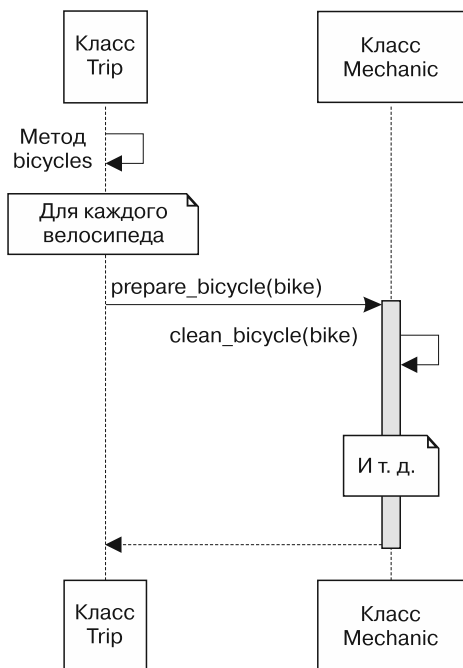 Класс
Trip
Класс
Mechanic
Метод
bicycles
Для каждого
велосипеда
prepare_bicycle(bike)
clean_bicycle(bike)
И т. д.
Класс
Trip
Класс
Mechanic